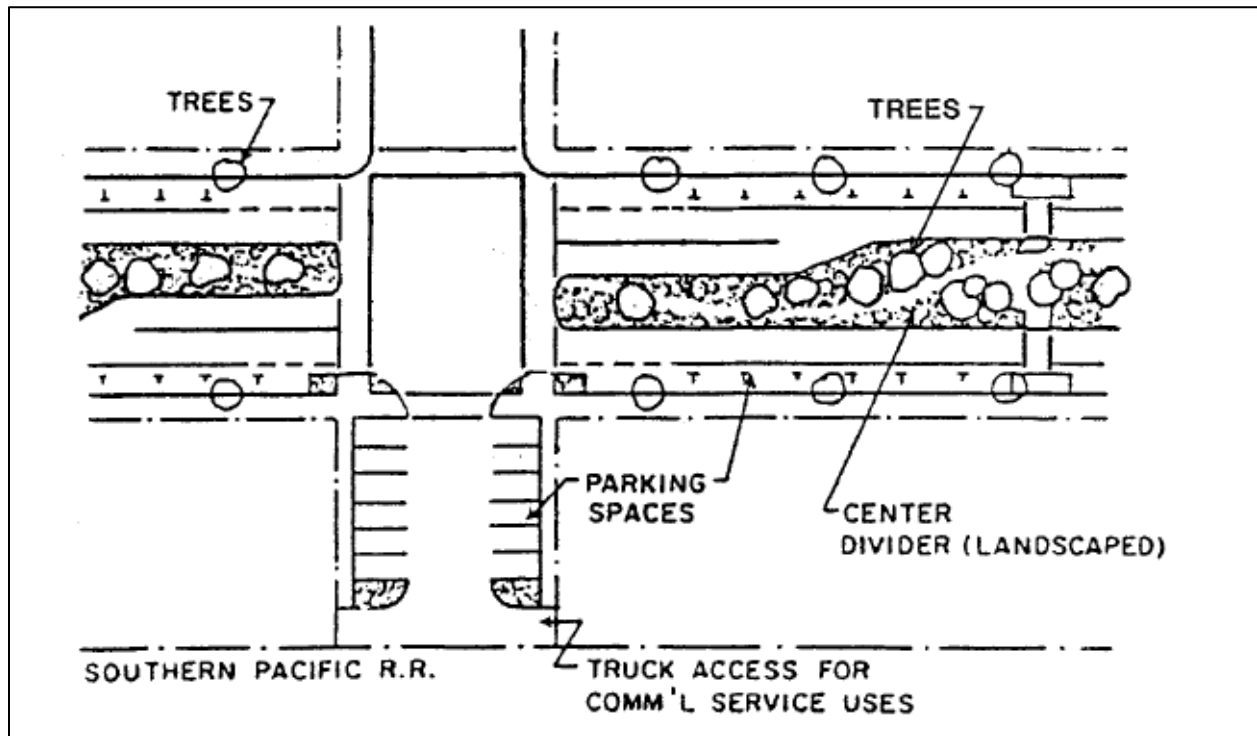 TREES
TREES
PARKING
SPACES
CENTER
DIVIDER (LANDSCAPED)
SOUTHERN PACIFIC R.R.
TRUCK ACCESS FOR
COMM'L SERVICE USES